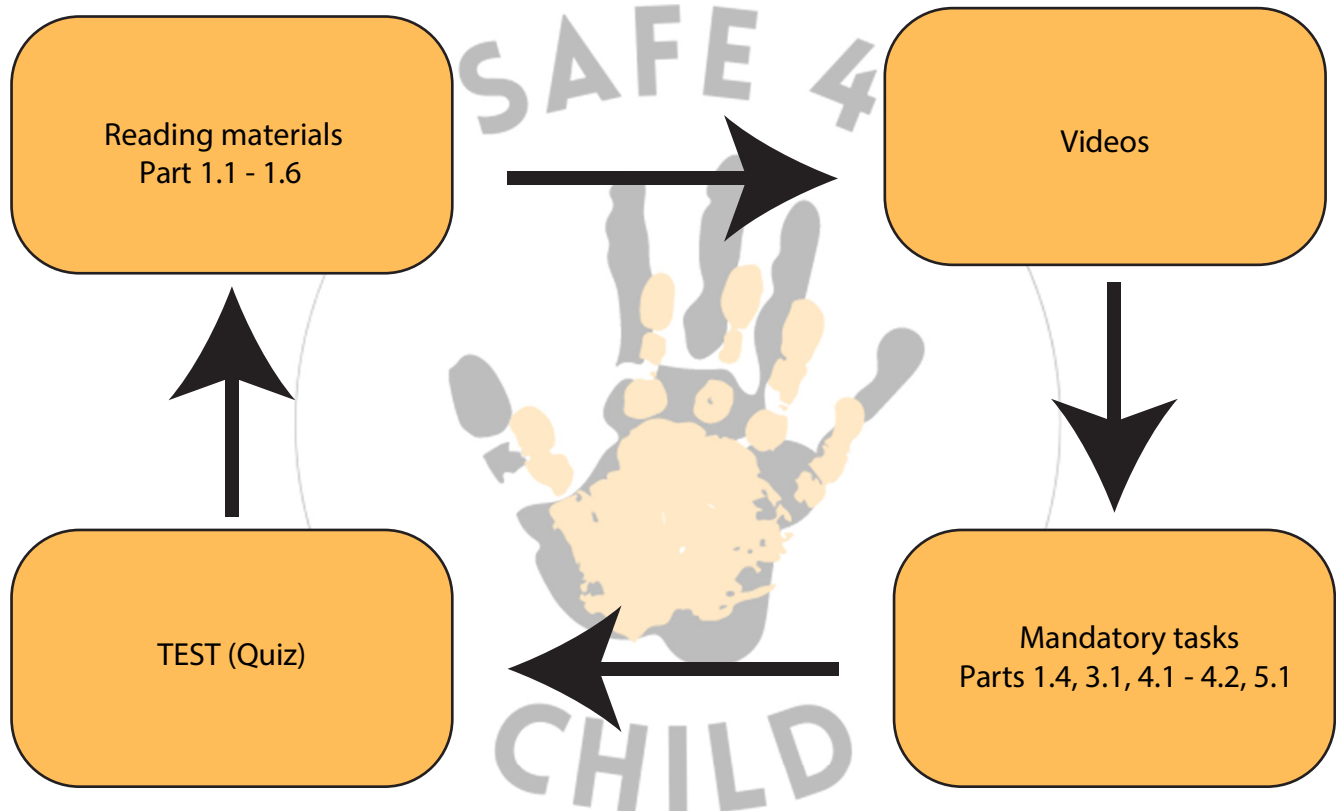 SAFE 4
Reading materials
Part 1.1 - 1.6
Videos
TEST (Quiz)
Mandatory tasks
Parts 1.4, 3.1, 4.1 - 4.2, 5.1
CHILD